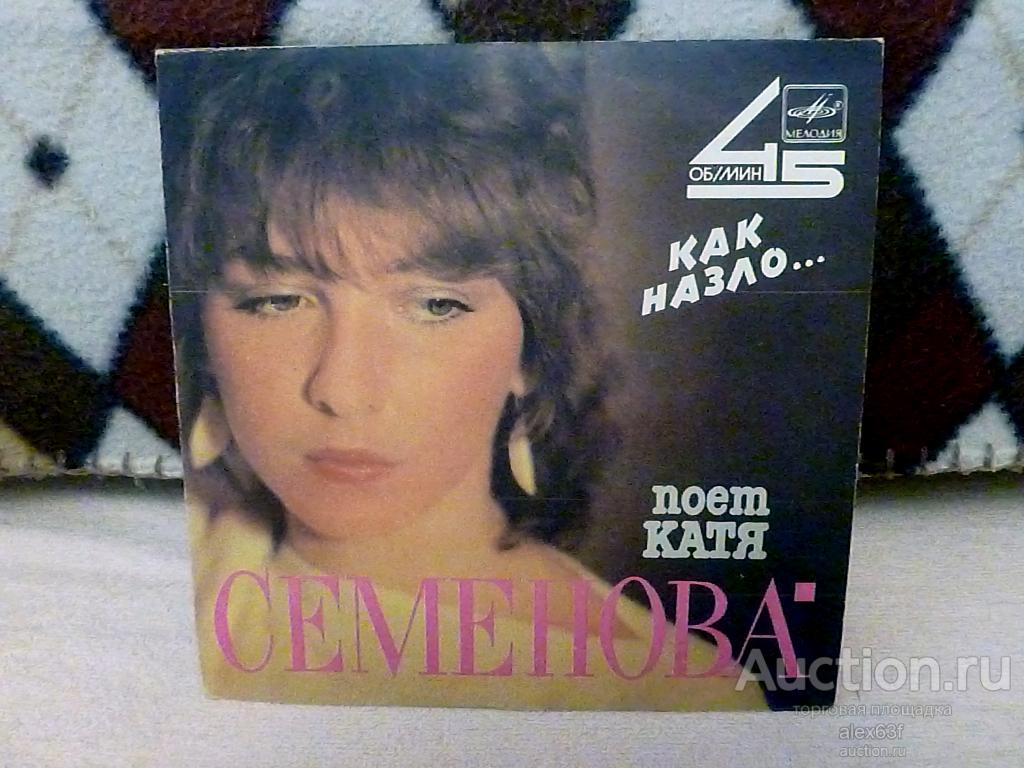 45
МЕЛОДИЯ
ОБ/МИН
КАК
НАЗЛО...
поет
КАТЯ
СЕМЕНОВА
Auction.ru
торговая площадка
alex63f
auction.ru